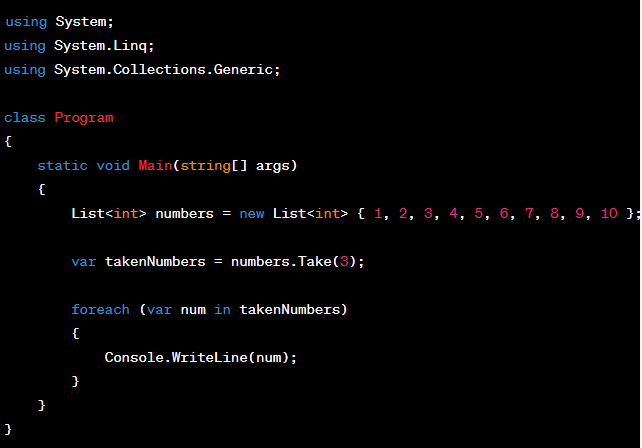 using System;
using System.Linq;
using System.Collections.Generic;
class Program
{
static void Main(string[] args)
{
List<int> numbers = new List<int> { 1, 2, 3, 4, 5, 6, 7, 8, 9, 10 };
var takenNumbers = numbers.Take(3);
foreach (var num in takenNumbers)
{
Console.WriteLine(num);
}
}
}